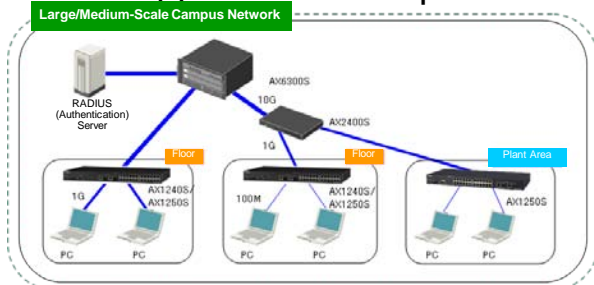 Large/Medium-Scale Campus Network
RADIUS
(Authentication)
Server
AX6300S
10G
AX2400S
1G
Floor
Floor
Plant Area
1G
AX1240S/
AX1250S
100M
AX1240S/
AX1250S
AX1250S
PC
PC
PC
PC
PC
PC